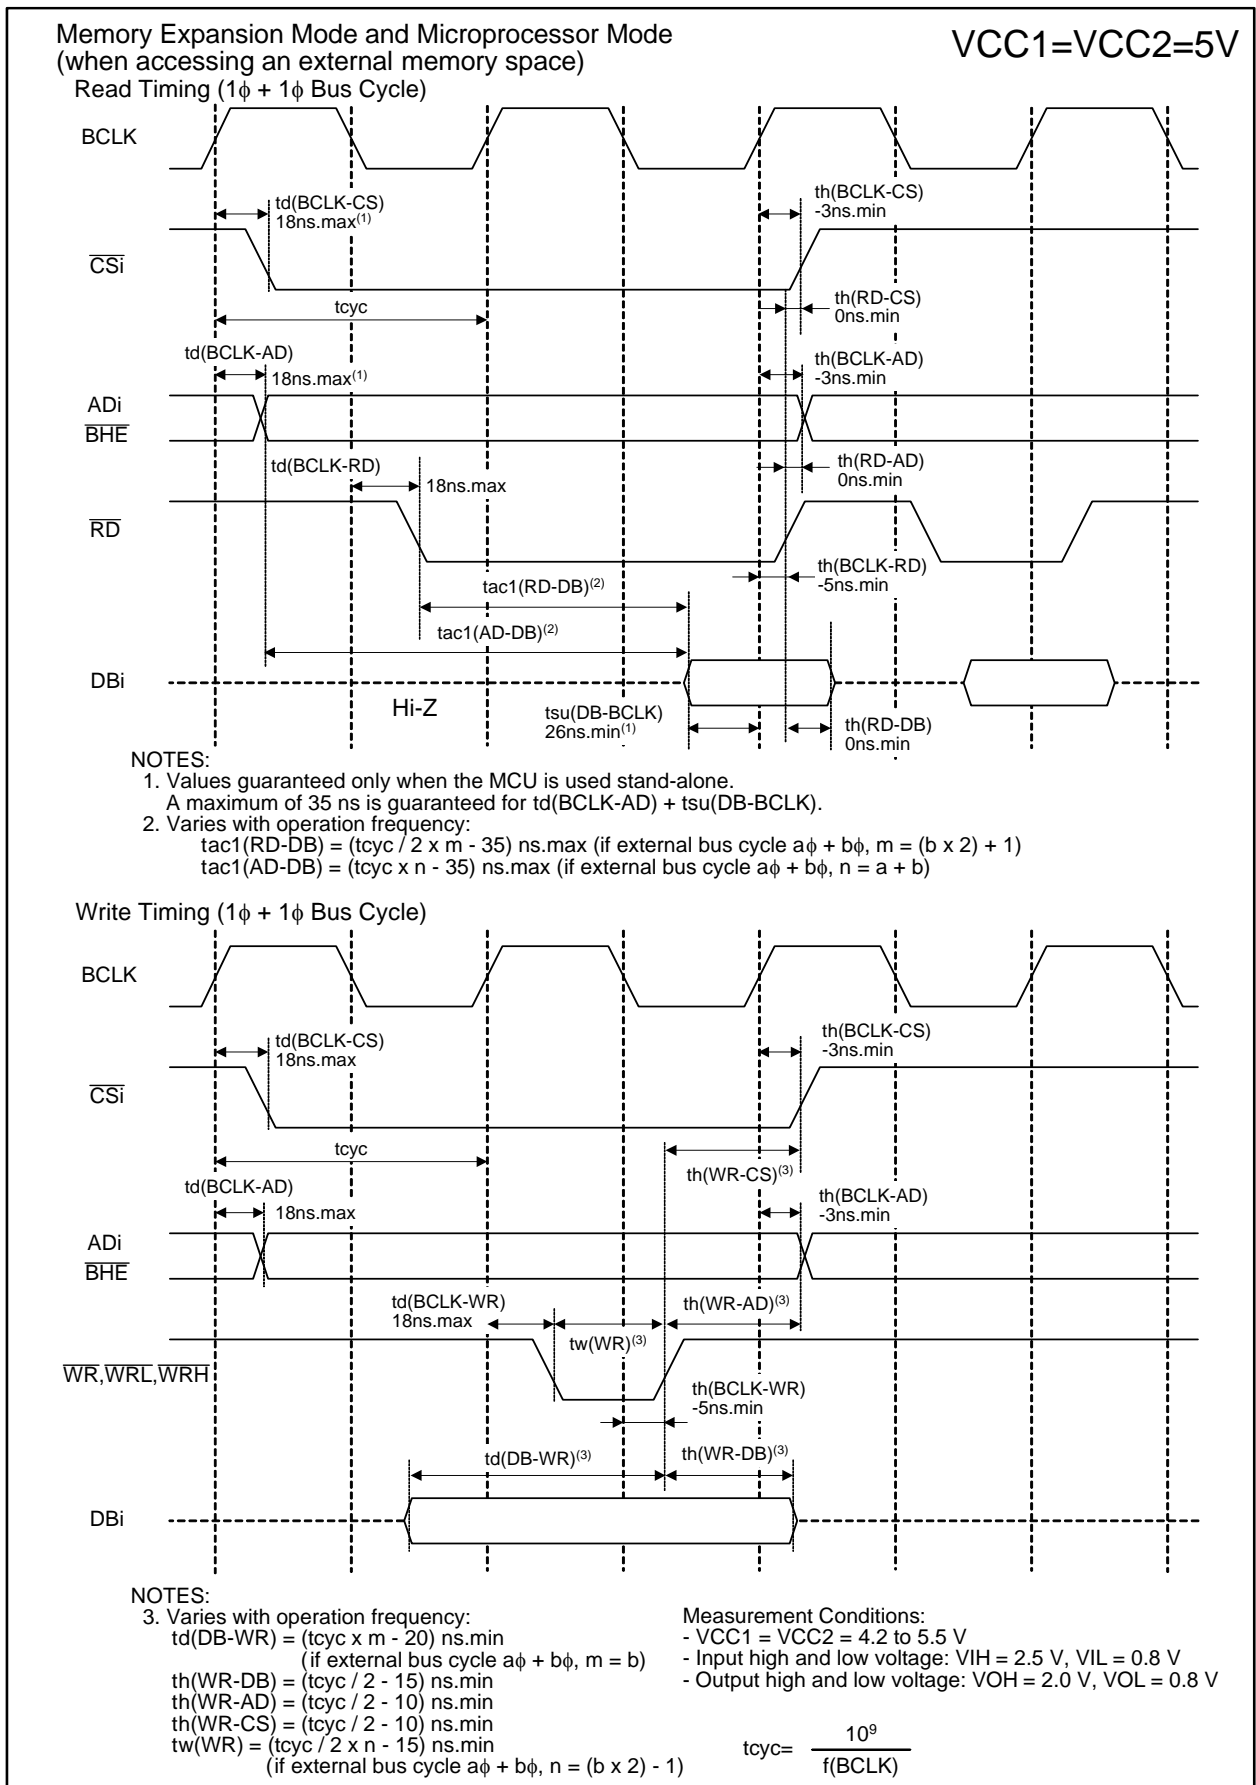 Memory Expansion Mode and Microprocessor Mode
(when accessing an external memory space)
VCC1=VCC2=5V
Read Timing (1ϕ + 1ϕ Bus Cycle)
BCLK
td(BCLK-CS)
18ns.max(1)
th(BCLK-CS)
-3ns.min
CSi
tcyc
th(RD-CS)
0ns.min
td(BCLK-AD)
18ns.max(1)
th(BCLK-AD)
-3ns.min
ADi
BHE
td(BCLK-RD)
18ns.max
th(RD-AD)
0ns.min
RD
th(BCLK-RD)
-5ns.min
tac1(RD-DB)(2)
tac1(AD-DB)(2)
DBi
Hi-Z
tsu(DB-BCLK)
26ns.min(1)
th(RD-DB)
0ns.min
NOTES:
1. Values guaranteed only when the MCU is used stand-alone.
A maximum of 35 ns is guaranteed for td(BCLK-AD) + tsu(DB-BCLK).
2. Varies with operation frequency:
tac1(RD-DB) = (tcyc / 2 x m - 35) ns.max (if external bus cycle aϕ + bϕ, m = (b x 2) + 1)
tac1(AD-DB) = (tcyc x n - 35) ns.max (if external bus cycle aϕ + bϕ, n = a + b)
Write Timing (1ϕ + 1ϕ Bus Cycle)
BCLK
td(BCLK-CS)
18ns.max
th(BCLK-CS)
-3ns.min
CSi
tcyc
th(WR-CS)(3)
td(BCLK-AD)
18ns.max
th(BCLK-AD)
-3ns.min
ADi
BHE
td(BCLK-WR)
18ns.max
tw(WR)(3)
th(WR-AD)(3)
WR,WRL,WRH
th(BCLK-WR)
-5ns.min
td(DB-WR)(3)
th(WR-DB)(3)
DBi
NOTES:
3. Varies with operation frequency:
td(DB-WR) = (tcyc x m - 20) ns.min
(if external bus cycle aϕ + bϕ, m = b)
th(WR-DB) = (tcyc / 2 - 15) ns.min
th(WR-AD) = (tcyc / 2 - 10) ns.min
th(WR-CS) = (tcyc / 2 - 10) ns.min
tw(WR) = (tcyc / 2 x n - 15) ns.min
(if external bus cycle aϕ + bϕ, n = (b x 2) - 1)
Measurement Conditions:
- VCC1 = VCC2 = 4.2 to 5.5 V
- Input high and low voltage: VIH = 2.5 V, VIL = 0.8 V
- Output high and low voltage: VOH = 2.0 V, VOL = 0.8 V
tcyc= 10⁹
f(BCLK)